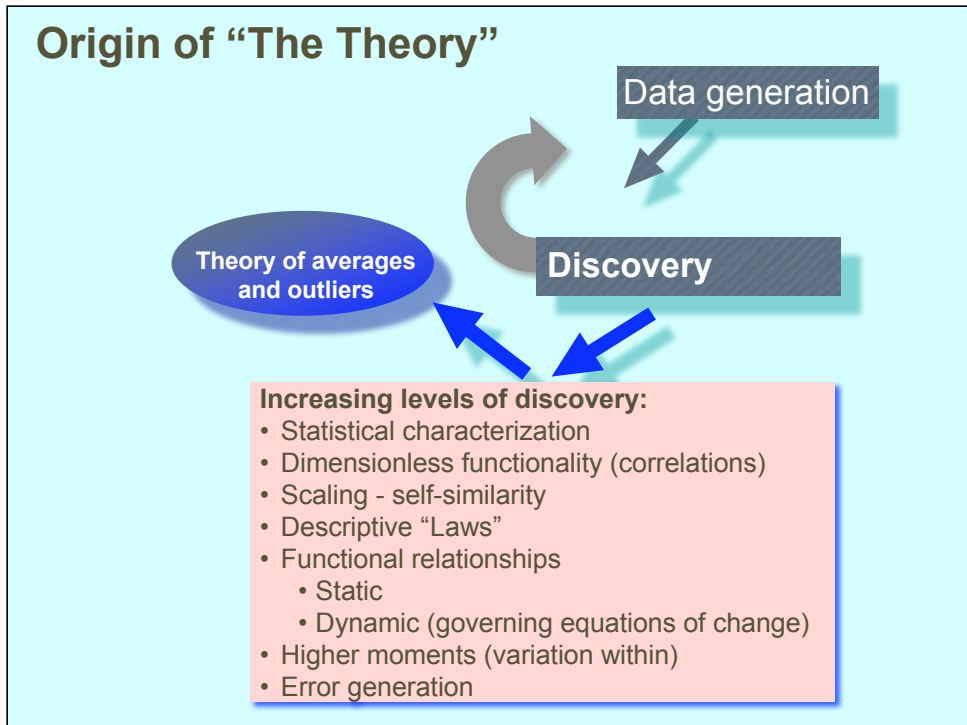 Origin of “The Theory”
Data generation
Discovery
Theory of averages
and outliers
Increasing levels of discovery:
• Statistical characterization
• Dimensionless functionality (correlations)
• Scaling - self-similarity
• Descriptive “Laws”
• Functional relationships
• Static
• Dynamic (governing equations of change)
• Higher moments (variation within)
• Error generation